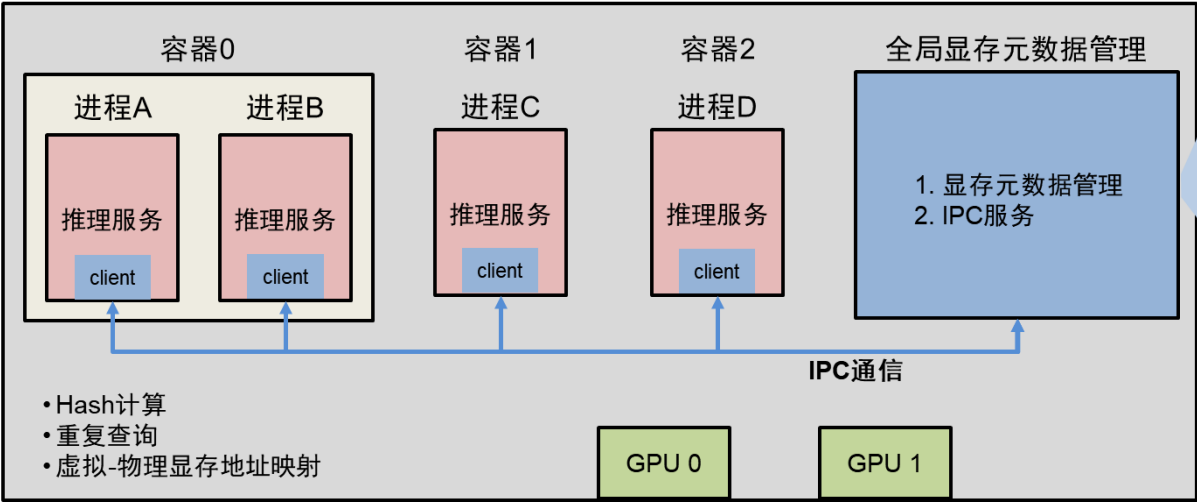 容器0
容器1
容器2
全局显存元数据管理
进程A
进程B
进程C
进程D
推理服务
推理服务
推理服务
推理服务
client
client
client
client
1. 显存元数据管理
2. IPC服务
IPC通信
• Hash计算
• 重复查询
• 虚拟-物理显存地址映射
GPU 0
GPU 1